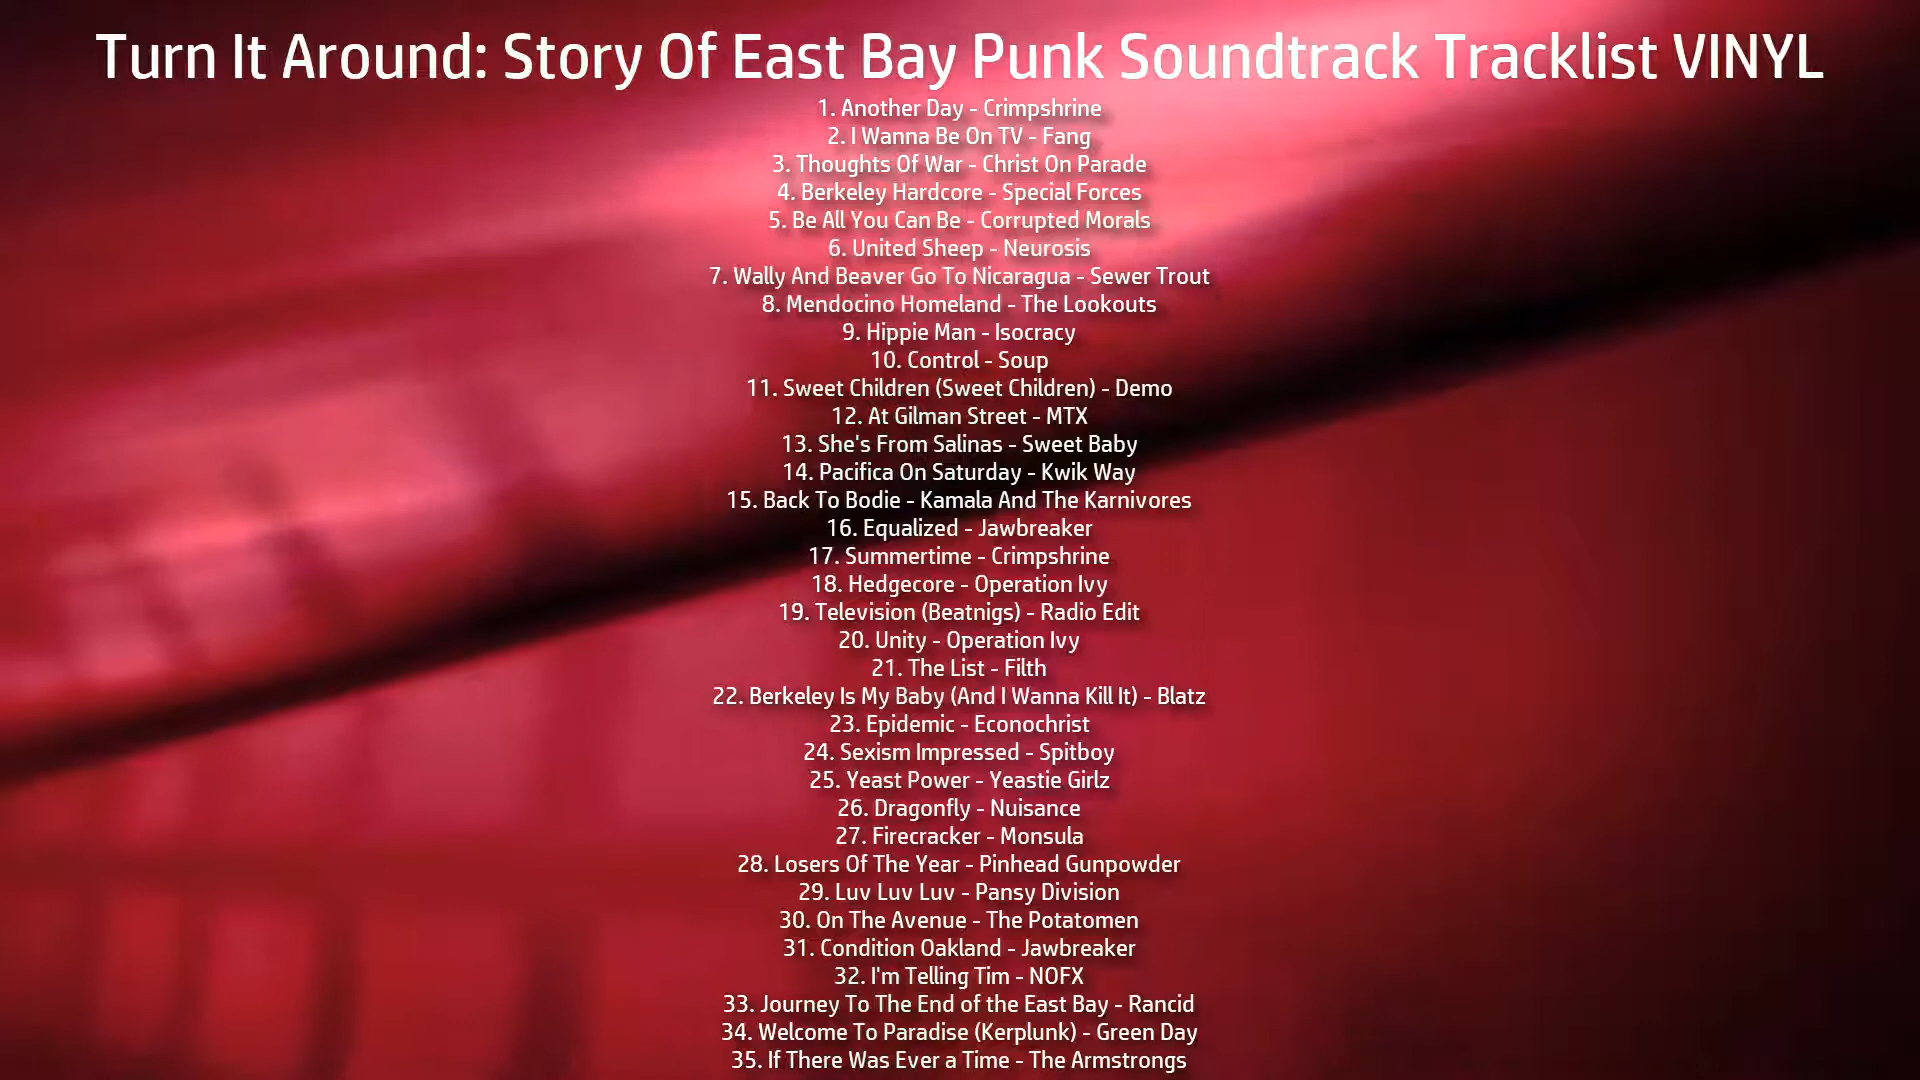 Turn It Around: Story Of East Bay Punk Soundtrack Tracklist VINYL
1. Another Day - Crimpshrine
2. I Wanna Be On TV - Fang
3. Thoughts Of War - Christ On Parade
4. Berkeley Hardcore - Special Forces
5. Be All You Can Be - Corrupted Morals
6. United Sheep - Neurosis
7. Wally And Beaver Go To Nicaragua - Sewer Trout
8. Mendocino Homeland - The Lookouts
9. Hippie Man - Isocracy
10. Control - Soup
11. Sweet Children (Sweet Children) - Demo
12. At Gilman Street - MTX
13. She's From Salinas - Sweet Baby
14. Pacifica On Saturday - Kwik Way
15. Back To Bodie - Kamala And The Karnivores
16. Equalized - Jawbreaker
17. Summertime - Crimpshrine
18. Hedgecore - Operation Ivy
19. Television (Beatnigs) - Radio Edit
20. Unity - Operation Ivy
21. The List - Filth
22. Berkeley Is My Baby (And I Wanna Kill It) - Blatz
23. Epidemic - Econochrist
24. Sexism Impressed - Spitboy
25. Yeast Power - Yeastie Girlz
26. Dragonfly - Nuisance
27. Firecracker - Monsula
28. Losers Of The Year - Pinhead Gunpowder
29. Luv Luv Luv - Pansy Division
30. On The Avenue - The Potatomen
31. Condition Oakland - Jawbreaker
32. I'm Telling Tim - NOFX
33. Journey To The End of the East Bay - Rancid
34. Welcome To Paradise (Kerplunk) - Green Day
35. If There Was Ever a Time - The Armstrongs